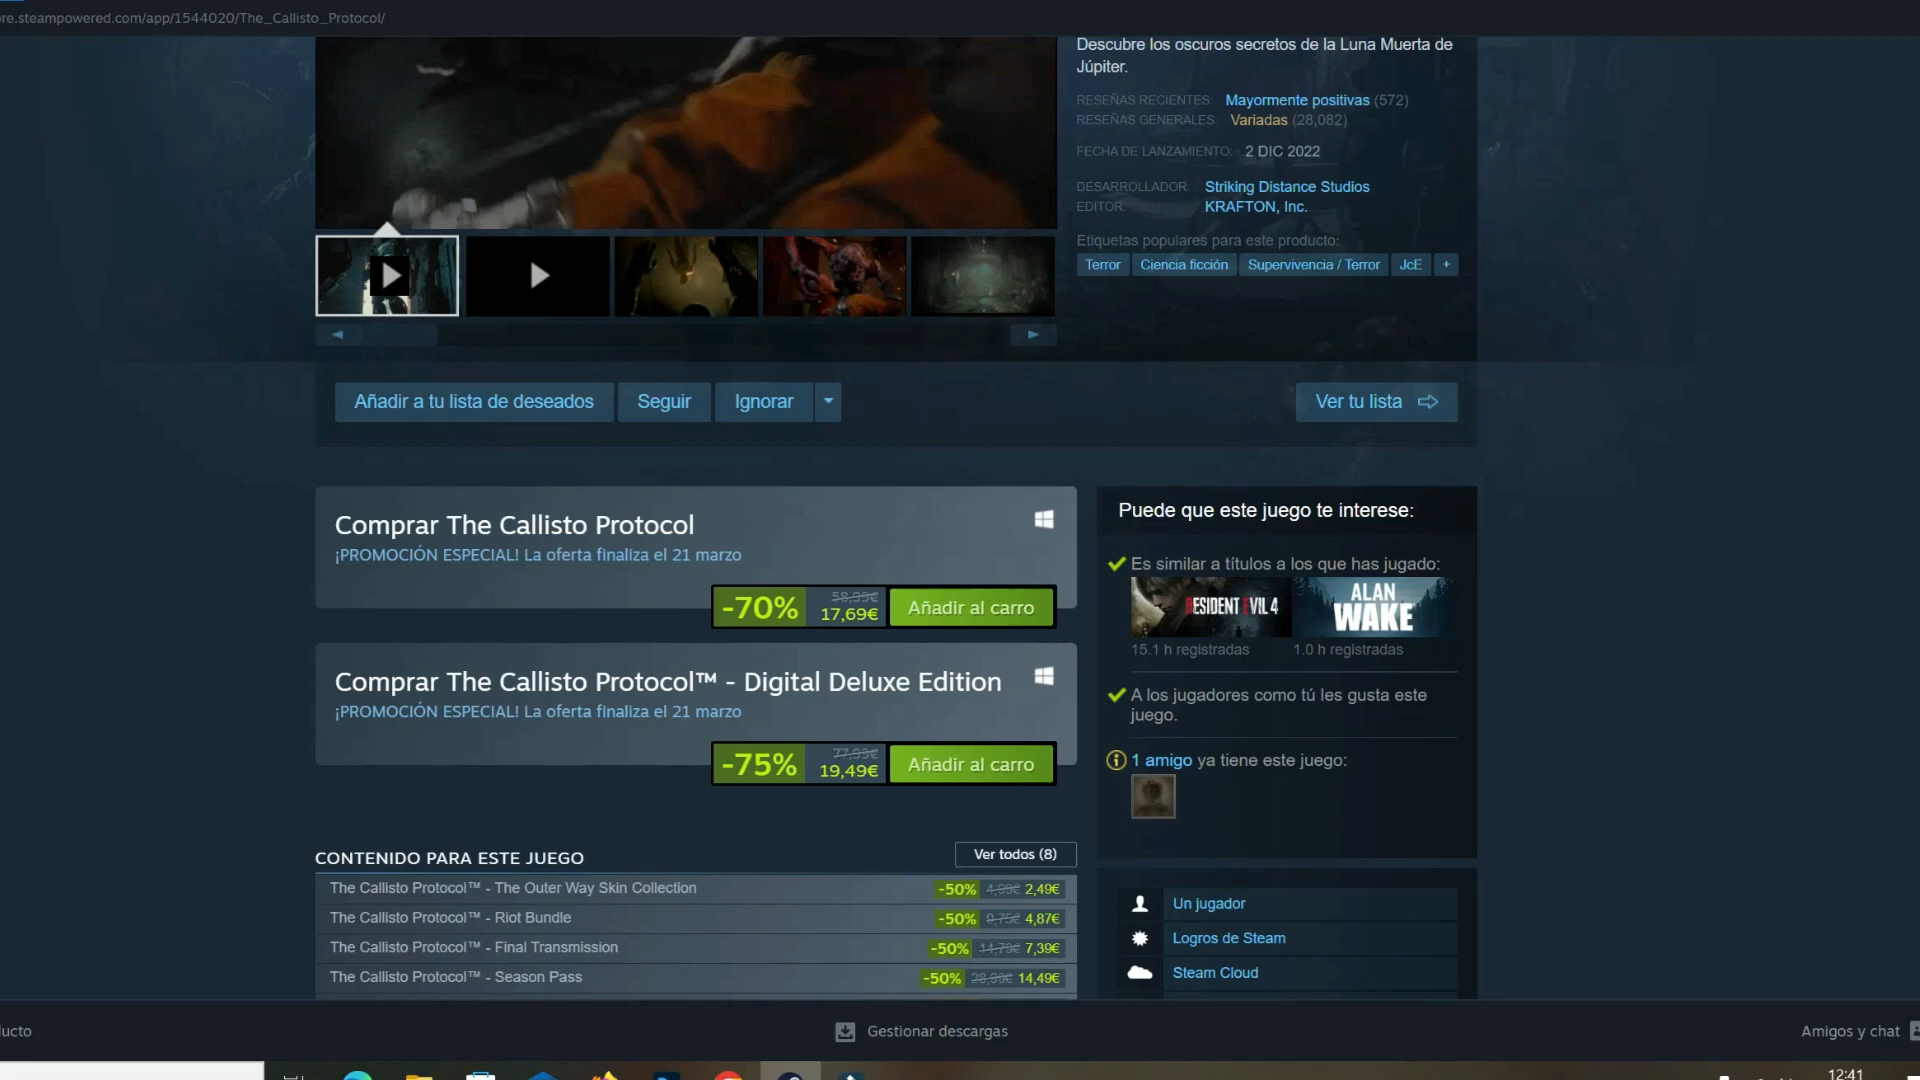 re.steampowered.com/app/1544020/The_Callisto_Protocol/
Descubre los oscuros secretos de la Luna Muerta de
Júpiter.
RESEÑAS RECIENTES: Mayormente positivas (572)
RESEÑAS GENERALES: Variadas (28,082)
FECHA DE LANZAMIENTO: 2 DIC 2022
DESARROLLADOR: Striking Distance Studios
EDITOR: KRAFTON, Inc.
Etiquetas populares para este producto:
Terror Ciencia ficción Supervivencia / Terror JcE +
Añadir a tu lista de deseados Seguir Ignorar Ver tu lista
Comprar The Callisto Protocol
¡PROMOCIÓN ESPECIAL! La oferta finaliza el 21 marzo
-70% 58,99€ 17,69€ Añadir al carro
Comprar The Callisto Protocol™ - Digital Deluxe Edition
¡PROMOCIÓN ESPECIAL! La oferta finaliza el 21 marzo
-75% 77,99€ 19,49€ Añadir al carro
Puede que este juego te interese:
Es similar a títulos a los que has jugado:
RESIDENT EVIL 4
ALAN
WAKE
15.1 h registradas 1.0 h registradas
A los jugadores como tú les gusta este
juego.
1 amigo ya tiene este juego:
CONTENIDO PARA ESTE JUEGO Ver todos (8)
The Callisto Protocol™ - The Outer Way Skin Collection -50% 4,99€ 2,49€
The Callisto Protocol™ - Riot Bundle -50% 9,75€ 4,87€
The Callisto Protocol™ - Final Transmission -50% 14,79€ 7,39€
The Callisto Protocol™ - Season Pass -50% 28,99€ 14,49€
Un jugador
Logros de Steam
Steam Cloud
ucto
Gestionar descargas
Amigos y chat
12:41